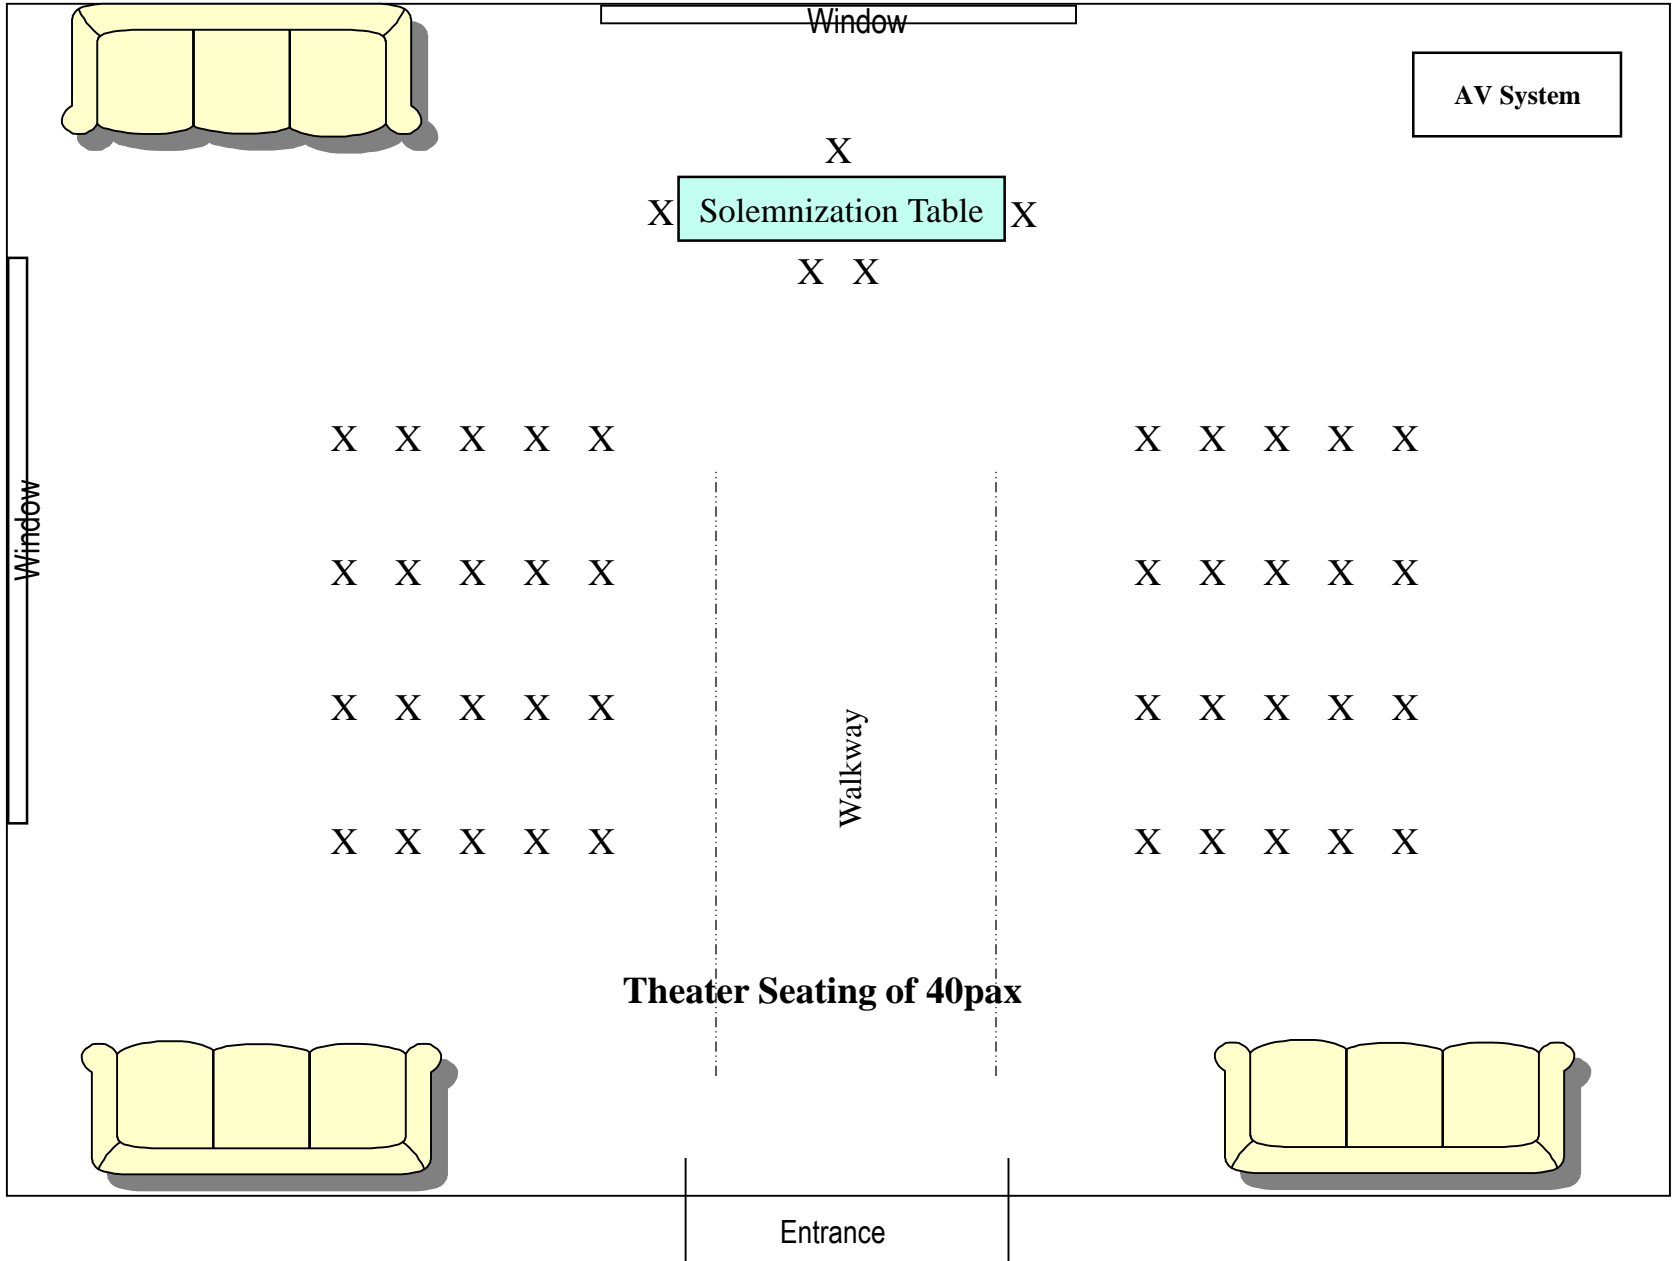 Window
AV System
X
X Solemnization Table X
X X
X X X X X X X X X X
Window
X X X X X X X X X X
X X X X X X X X X X
Walkway
X X X X X X X X X X
Theater Seating of 40pax
Entrance